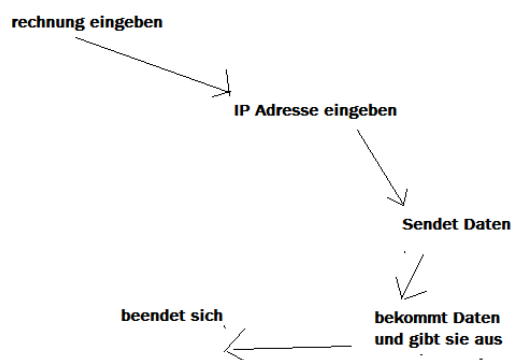 rechnung eingeben
IP Adresse eingeben
Sendet Daten
bekommt Daten
und gibt sie aus
beendet sich